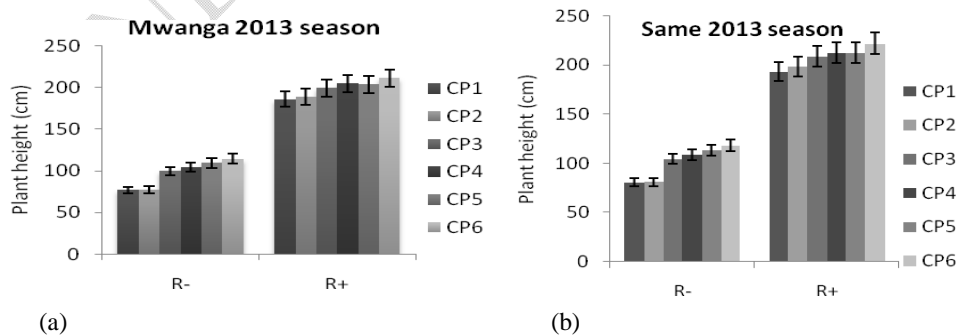 Mwanga 2013 season
Plant height (cm)
250
200
150
100
50
0
R-
R+
CP1
CP2
CP3
CP4
CP5
CP6
(a)
Same 2013 season
Plant height (cm)
250
200
150
100
50
0
R-
R+
CP1
CP2
CP3
CP4
CP5
CP6
(b)